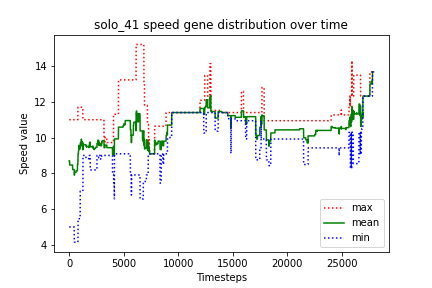 solo_41 speed gene distribution over time
Speed value
14
12
10
8
6
4
0
5000
10000
15000
20000
25000
Timesteps
max
mean
min